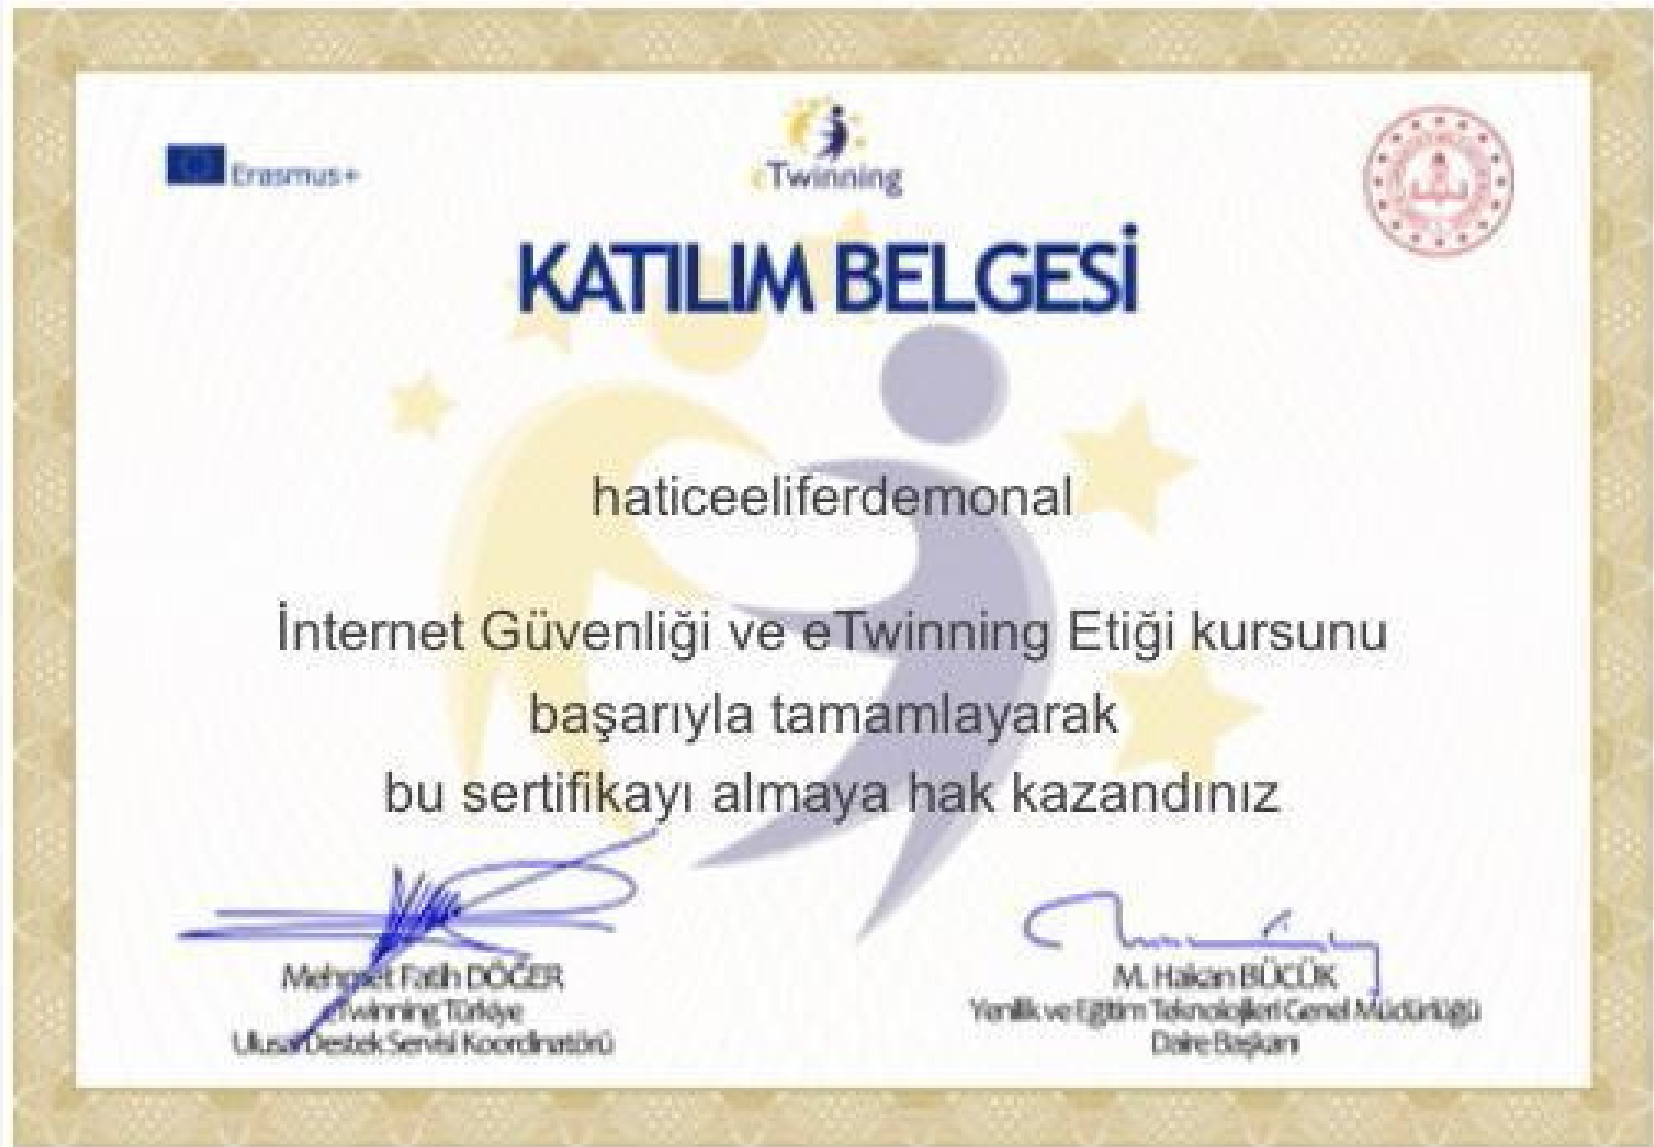 Erasmus+
eTwinning
KATILIM BELGESİ
haticeeliferdemonal
İnternet Güvenliği ve eTwinning Etiği kursunu
başarıyla tamamlayarak
bu sertifikayı almaya hak kazandınız
Mehmet Fatih DÖĞER
eTwinning Türkiye
Ulusal Destek Servisi Koordinatörü
M. Hakan BÜCÜK
Yenilik ve Eğitim Teknolojileri Genel Müdürlüğü
Daire Başkanı